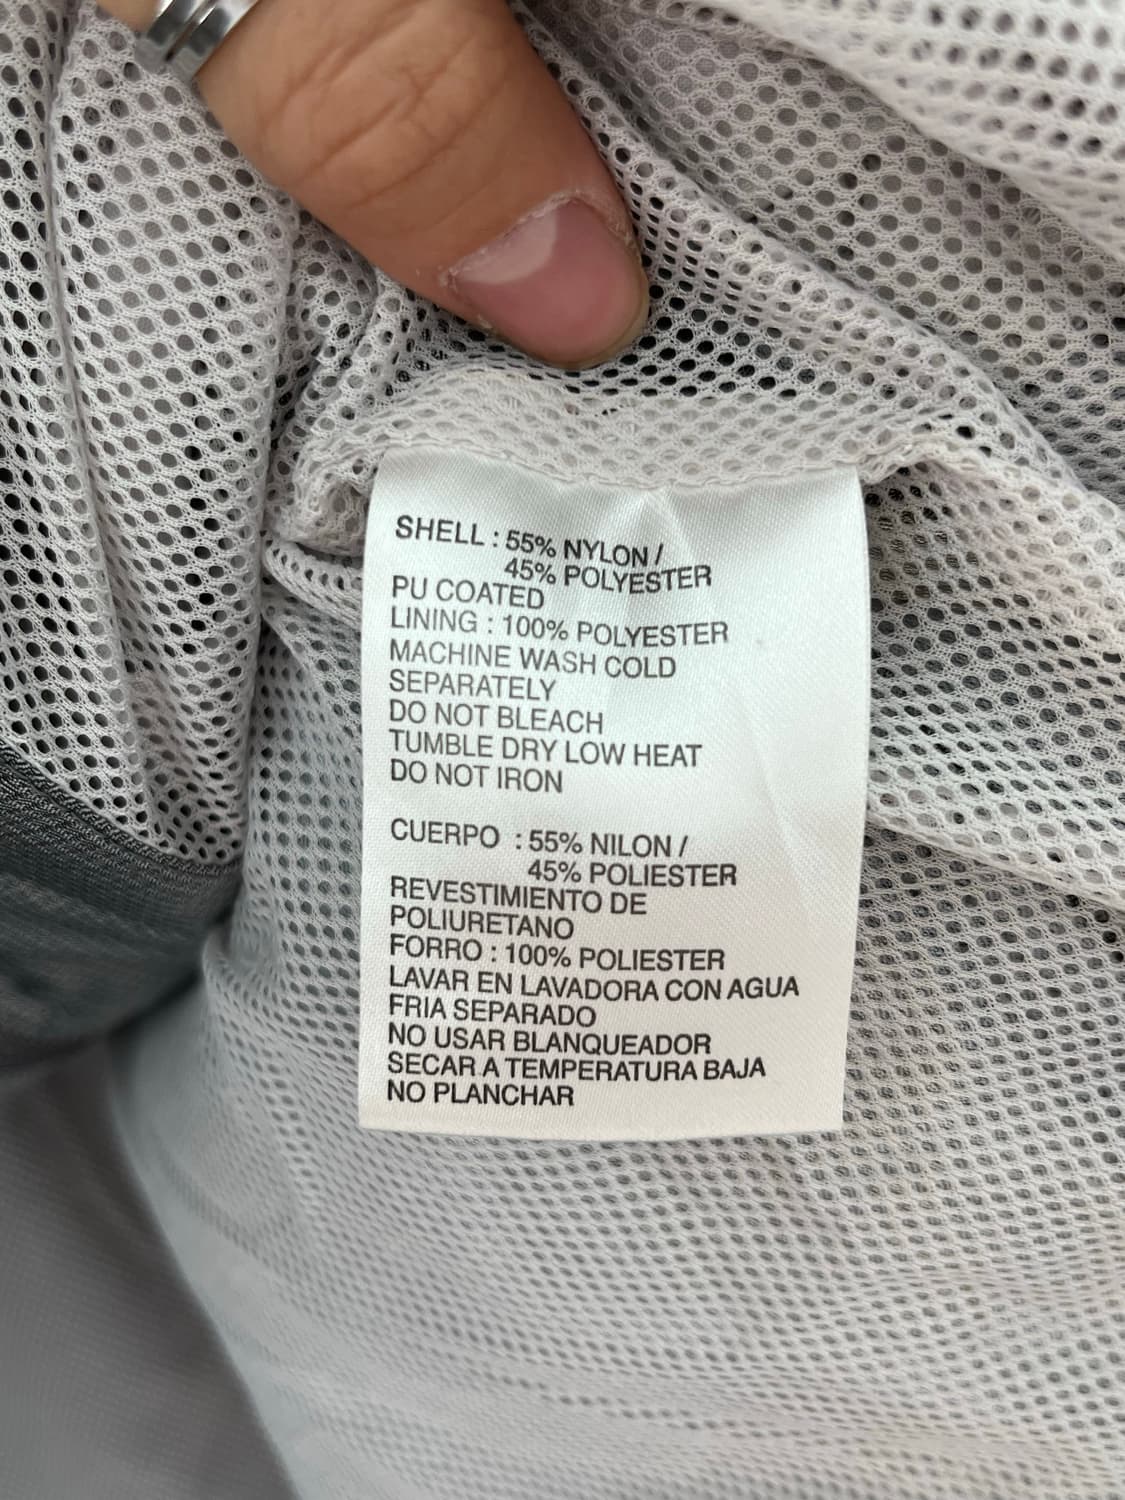 SHELL : 55% NYLON /
45% POLYESTER
PU COATED
LINING : 100% POLYESTER
MACHINE WASH COLD
SEPARATELY
DO NOT BLEACH
TUMBLE DRY LOW HEAT
DO NOT IRON
CUERPO : 55% NILON /
45% POLIESTER
REVESTIMIENTO DE
POLIURETANO
FORRO : 100% POLIESTER
LAVAR EN LAVADORA CON AGUA
FRIA SEPARADO
NO USAR BLANQUEADOR
SECAR A TEMPERATURA BAJA
NO PLANCHAR